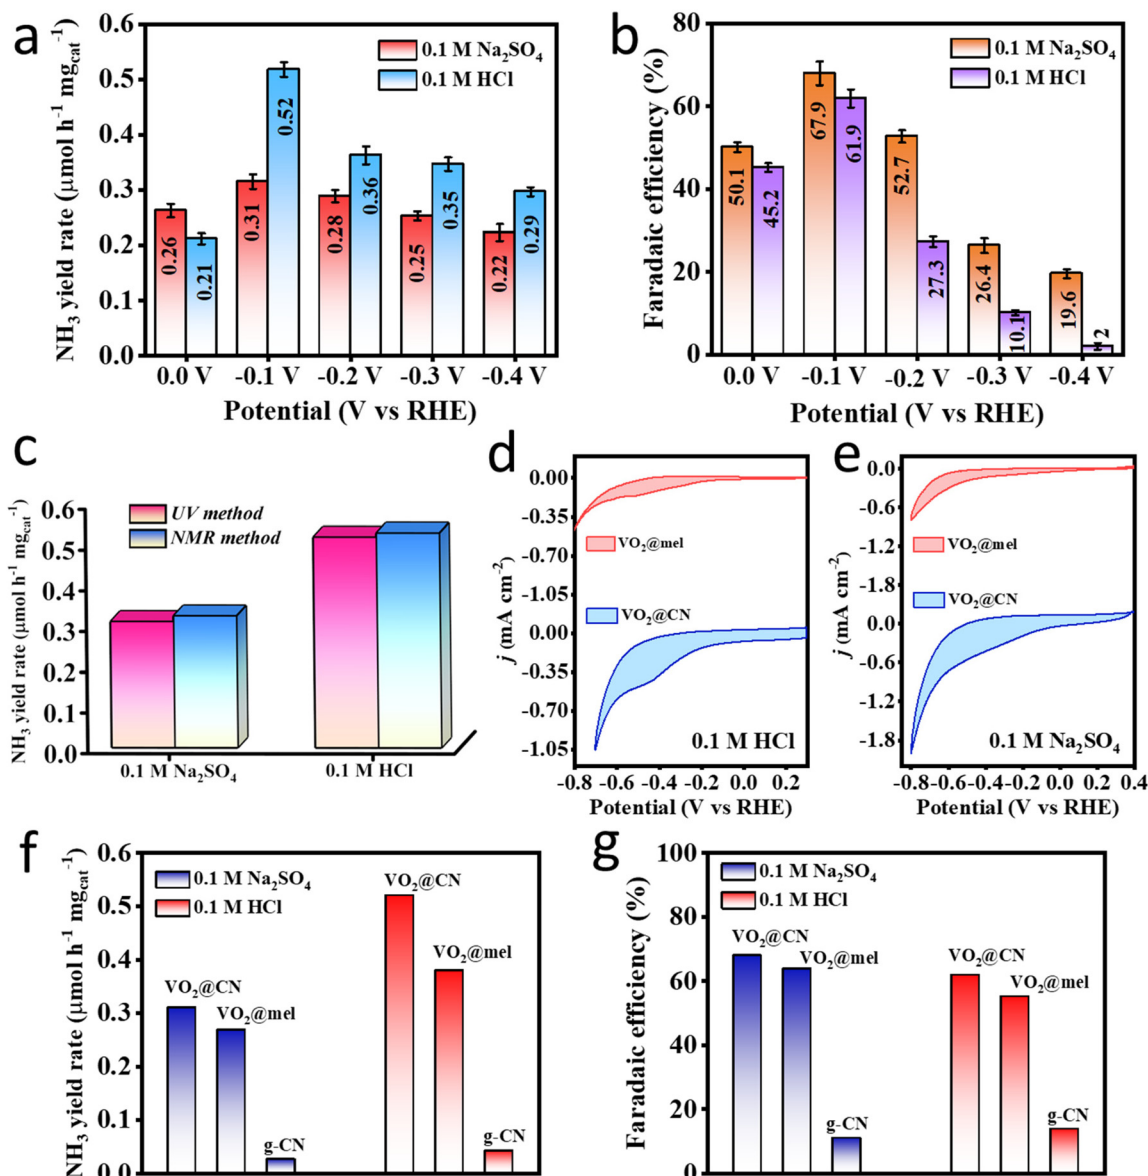 a
NH₃ yield rate (μmol h⁻¹ mg_cat⁻¹)
0.6
0.5
0.4
0.3
0.2
0.1
0.0
0.1 M Na₂SO₄
0.1 M HCl
0.26
0.21
0.31
0.52
0.28
0.36
0.25
0.35
0.22
0.29
0.0 V
-0.1 V
-0.2 V
-0.3 V
-0.4 V
Potential (V vs RHE)
b
Faradaic efficiency (%)
80
60
40
20
0
0.1 M Na₂SO₄
0.1 M HCl
50.1
45.2
67.9
61.9
52.7
27.3
26.4
10.1
19.6
2
0.0 V
-0.1 V
-0.2 V
-0.3 V
-0.4 V
Potential (V vs RHE)
c
NH₃ yield rate (μmol h⁻¹ mg_cat⁻¹)
0.6
0.5
0.4
0.3
0.2
0.1
0.0
UV method
NMR method
0.1 M Na₂SO₄
0.1 M HCl
d
j (mA cm⁻²)
0.00
-0.35
-0.70
-1.05
0.00
-0.35
-0.70
-1.05
VO₂@mel
VO₂@CN
0.1 M HCl
-0.8 -0.6 -0.4 -0.2 0.0 0.2
Potential (V vs RHE)
e
j (mA cm⁻²)
0.0
-0.6
-1.2
-1.8
0.0
-0.6
-1.2
-1.8
VO₂@mel
VO₂@CN
0.1 M Na₂SO₄
-0.8 -0.6 -0.4 -0.2 0.0 0.2 0.4
Potential (V vs RHE)
f
NH₃ yield rate (μmol h⁻¹ mg_cat⁻¹)
0.6
0.5
0.4
0.3
0.2
0.1
0.0
0.1 M Na₂SO₄
0.1 M HCl
VO₂@CN
VO₂@mel
g-CN
VO₂@CN
VO₂@mel
g-CN
g
Faradaic efficiency (%)
100
80
60
40
20
0
0.1 M Na₂SO₄
0.1 M HCl
VO₂@CN
VO₂@mel
g-CN
VO₂@CN
VO₂@mel
g-CN